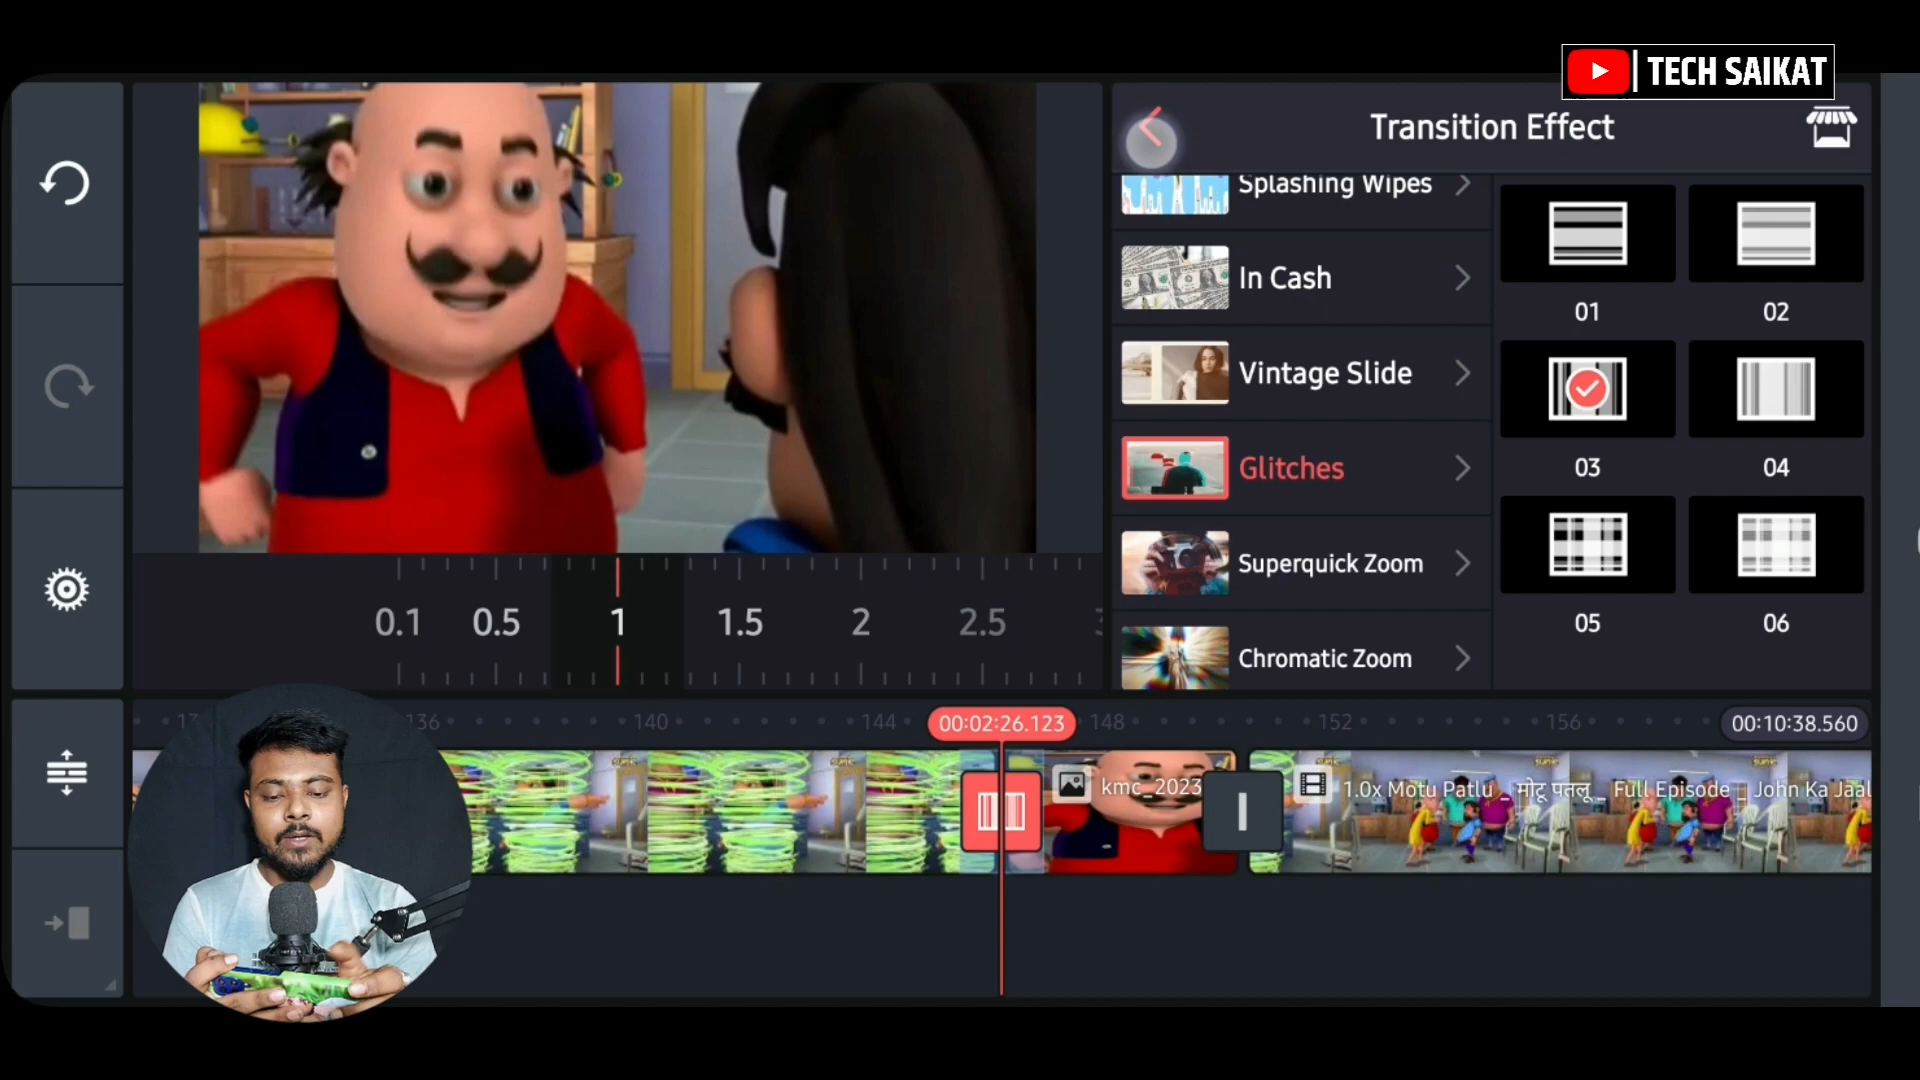 TECH SAIKAT
Transition Effect
Splashing Wipes
In Cash
Vintage Slide
Glitches
Superquick Zoom
Chromatic Zoom
01
02
03
04
05
06
0.1 0.5 1 1.5 2 2.5
136 140 144 00:02:26.123 148 152 156 00:10:38.560
kmc_2023
1.0x Motu Patlu _ मोटू पतलू _ Full Episode _ John Ka Jaal